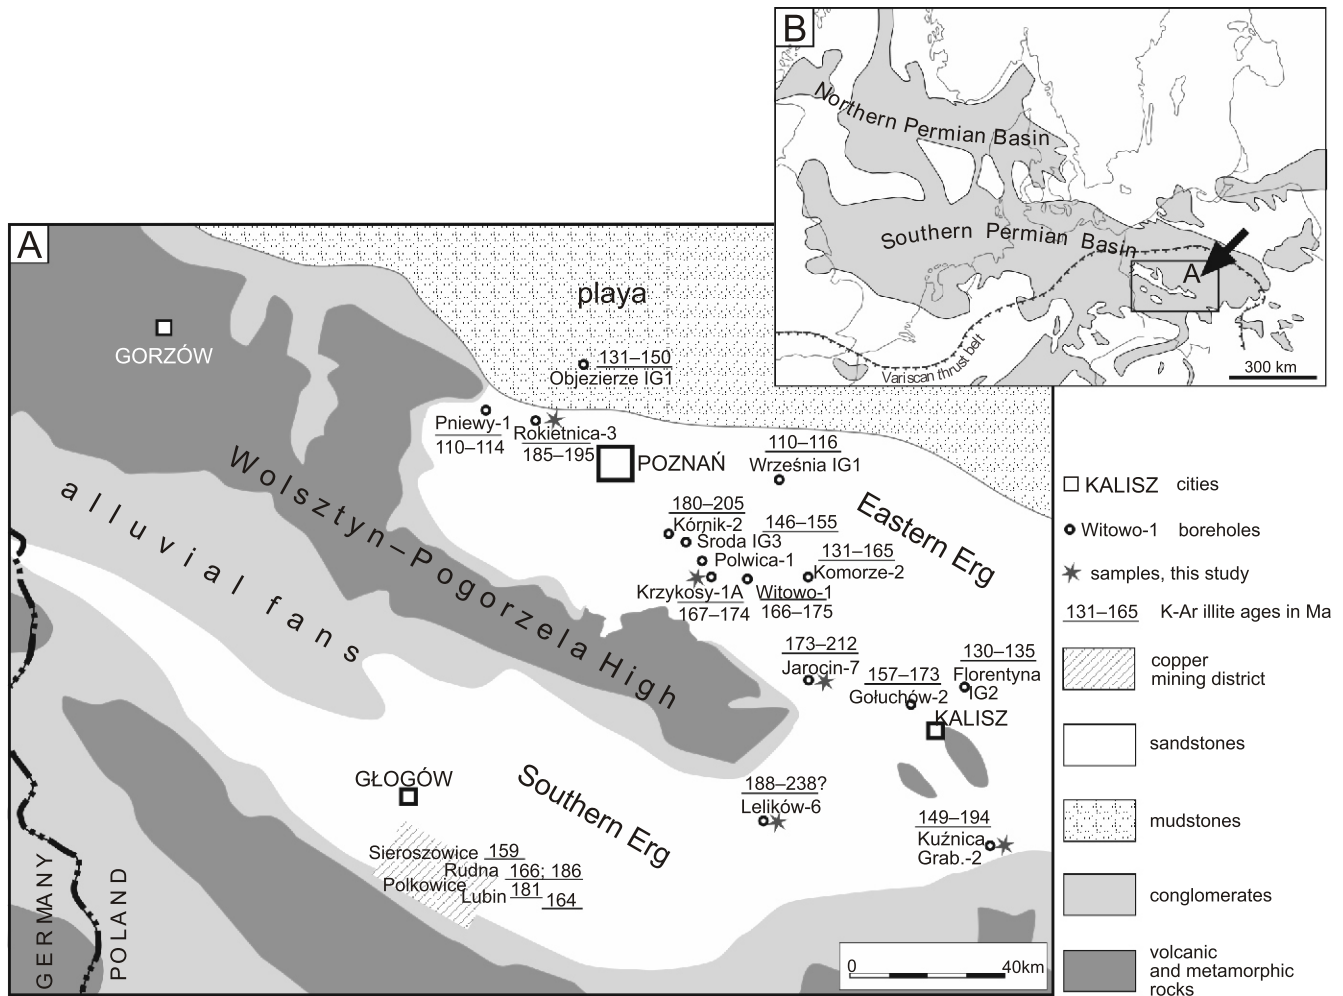 B
Northern Permian Basin
Southern Permian Basin
A
Variscan thrust belt
300 km
A
playa
GORZÓW
131–150
Objezierze IG1
Pniewy-1
110–114
Rokietnica-3
185–195
POZNAŃ
110–116
Września IG1
Wolsztyn–Pogorzela High
alluvial fans
Eastern Erg
180–205
Kórnik-2
146–155
Środa IG3
Polwica-1
131–165
Komorze-2
Krzykosy-1A
167–174
Witowo-1
166–175
173–212
Jarocin-7
157–173
Gołuchów-2
130–135
Florentyna
IG2
KALISZ
GŁOGÓW
Southern Erg
188–238?
Lelików-6
149–194
Kuźnica
Grab.-2
Sieroszowice 159
Rudna 166; 186
Polkowice 181
Lubin 164
GERMANY
POLAND
0 40km
KALISZ cities
Witowo-1 boreholes
samples, this study
131–165 K-Ar illite ages in Ma
copper
mining district
sandstones
mudstones
conglomerates
volcanic
and metamorphic
rocks